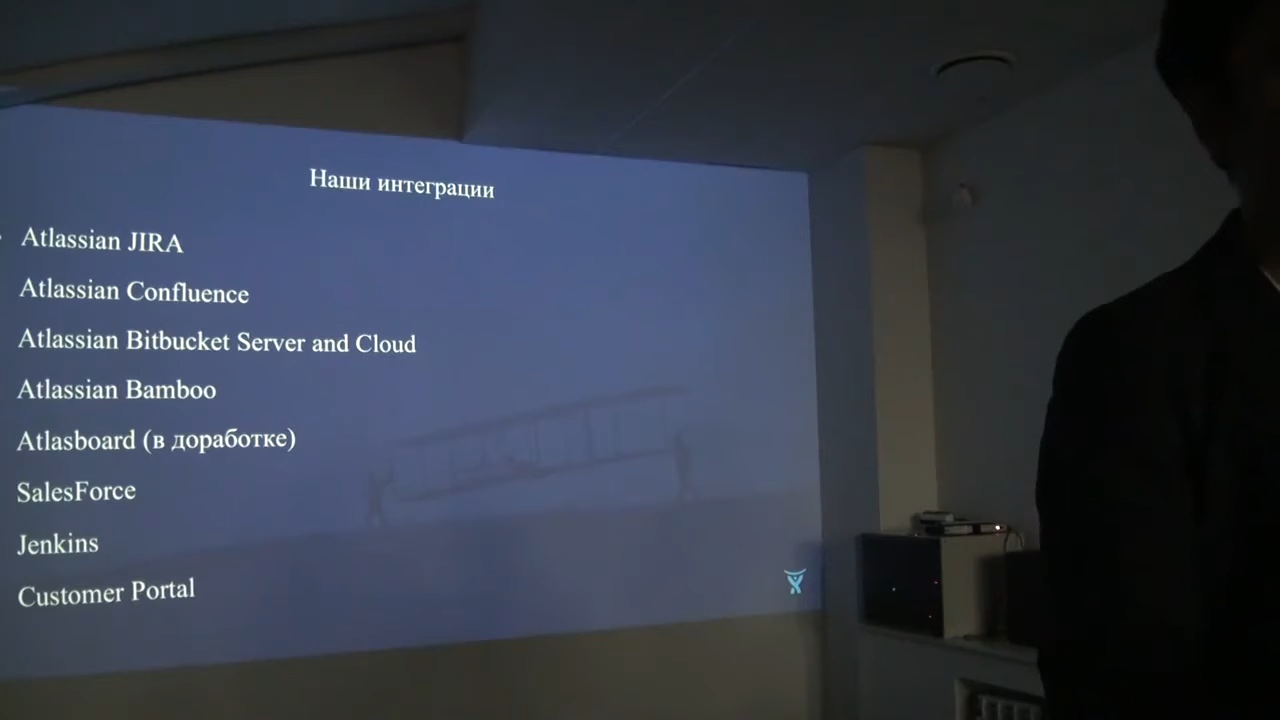 Наши интеграции
Atlassian JIRA
Atlassian Confluence
Atlassian Bitbucket Server and Cloud
Atlassian Bamboo
Atlasboard (в доработке)
SalesForce
Jenkins
Customer Portal